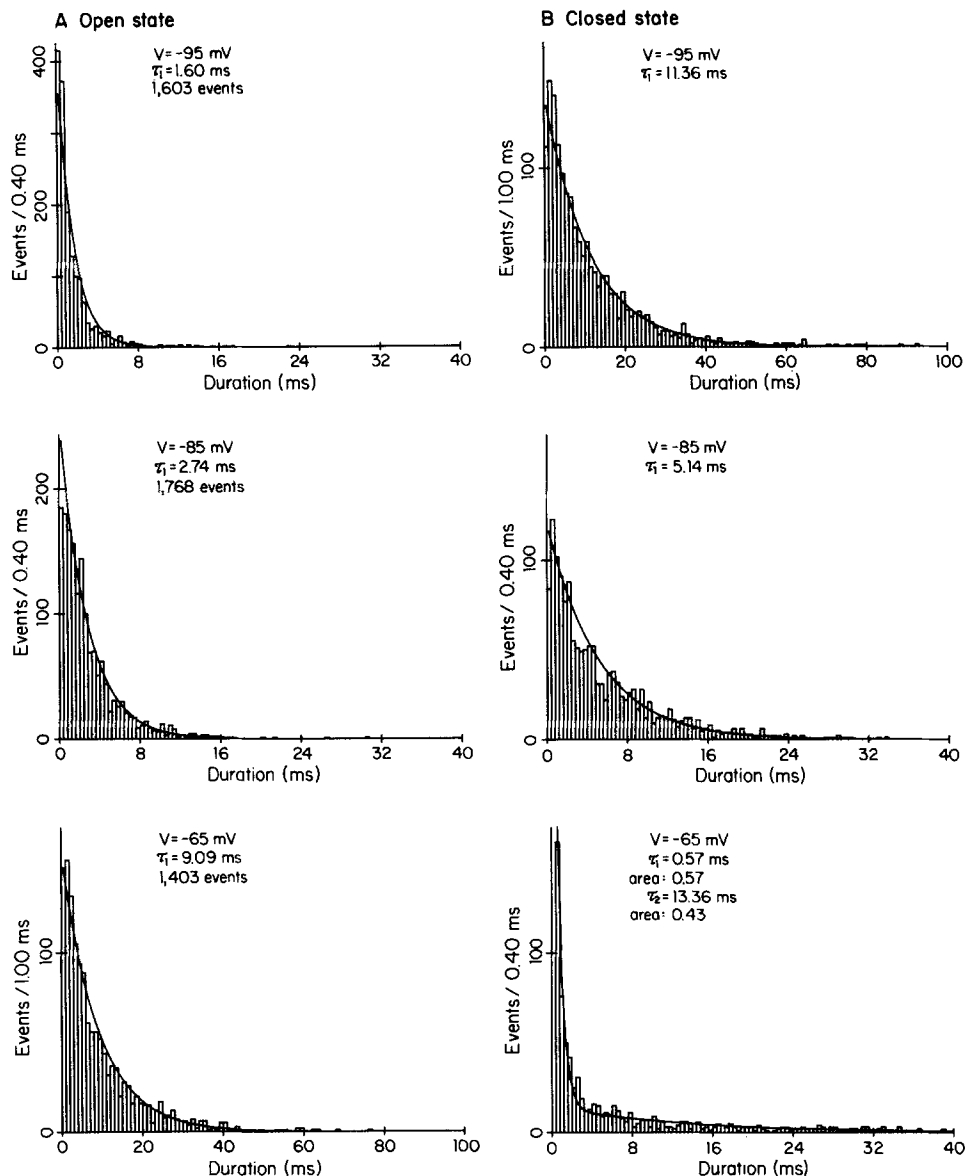 A Open state
V= -95 mV
τ₁=1.60 ms
1,603 events
Events / 0.40 ms
400
200
0
0 8 16 24 32 40
Duration (ms)
B Closed state
V= -95 mV
τ₁=11.36 ms
Events / 1.00 ms
100
0
0 20 40 60 80 100
Duration (ms)
V= -85 mV
τ₁=2.74 ms
1,768 events
Events / 0.40 ms
200
100
0
0 8 16 24 32 40
Duration (ms)
V= -85 mV
τ₁= 5.14 ms
Events / 0.40 ms
100
0
0 8 16 24 32 40
Duration (ms)
V= -65 mV
τ₁=9.09 ms
1,403 events
Events / 1.00 ms
100
0
0 20 40 60 80 100
Duration (ms)
V= -65 mV
τ₁=0.57 ms
area: 0.57
τ₂=13.36 ms
area: 0.43
Events / 0.40 ms
100
0
0 8 16 24 32 40
Duration (ms)